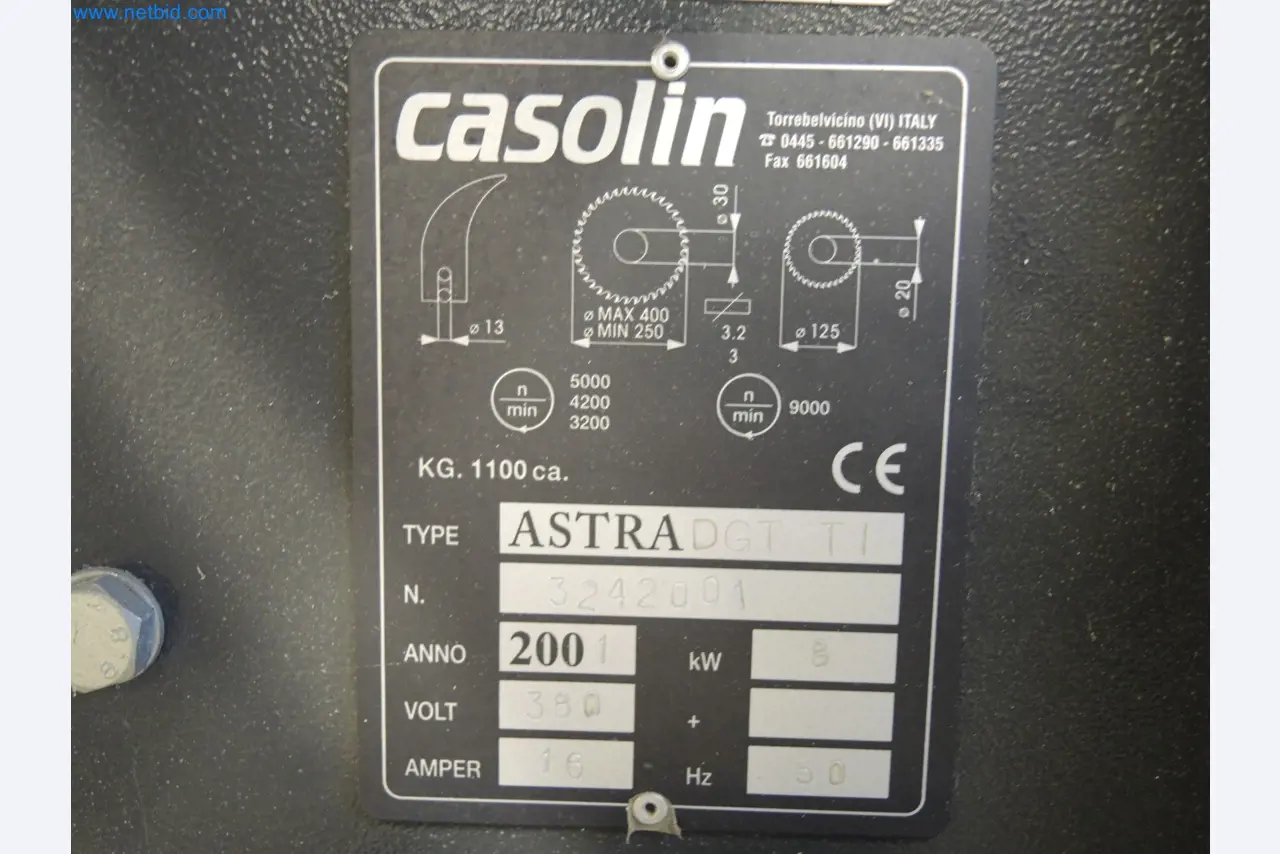 www.netbid.com
casolin
Torrebelvicino (VI) ITALY
☎ 0445 - 661290 - 661335
Fax 661604
ø 30
ø 20
ø 13
ø MAX 400
ø MIN 250
3.2
3
ø 125
n
min
5000
4200
3200
n
min
9000
KG. 1100 ca.
CE
TYPE ASTRA DGT TI
N. 3242001
ANNO 2001 kW 8
VOLT 380 +
AMPER 16 Hz 50
8
8